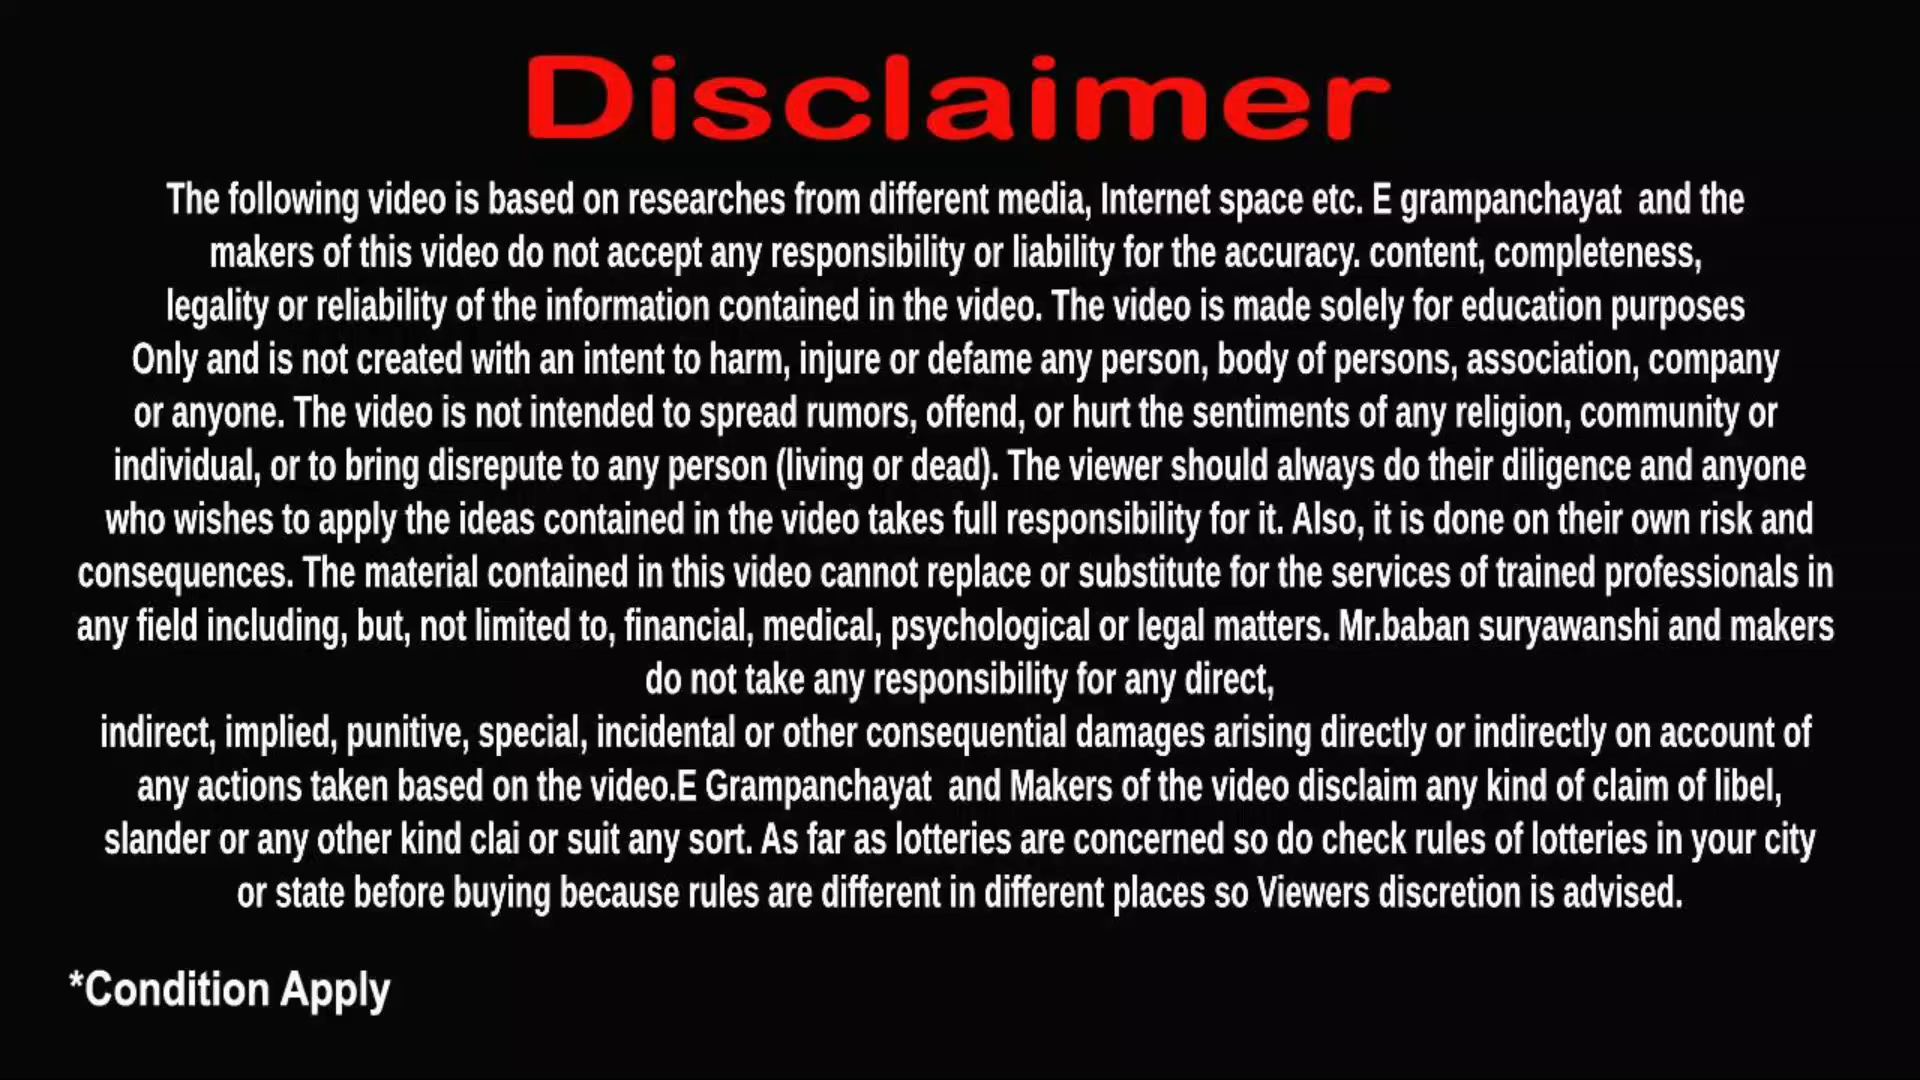 Disclaimer
The following video is based on researches from different media, Internet space etc. E grampanchayat  and the
makers of this video do not accept any responsibility or liability for the accuracy. content, completeness,
legality or reliability of the information contained in the video. The video is made solely for education purposes
Only and is not created with an intent to harm, injure or defame any person, body of persons, association, company
or anyone. The video is not intended to spread rumors, offend, or hurt the sentiments of any religion, community or
individual, or to bring disrepute to any person (living or dead). The viewer should always do their diligence and anyone
who wishes to apply the ideas contained in the video takes full responsibility for it. Also, it is done on their own risk and
consequences. The material contained in this video cannot replace or substitute for the services of trained professionals in
any field including, but, not limited to, financial, medical, psychological or legal matters. Mr.baban suryawanshi and makers
do not take any responsibility for any direct,
indirect, implied, punitive, special, incidental or other consequential damages arising directly or indirectly on account of
any actions taken based on the video.E Grampanchayat  and Makers of the video disclaim any kind of claim of libel,
slander or any other kind clai or suit any sort. As far as lotteries are concerned so do check rules of lotteries in your city
or state before buying because rules are different in different places so Viewers discretion is advised.
*Condition Apply